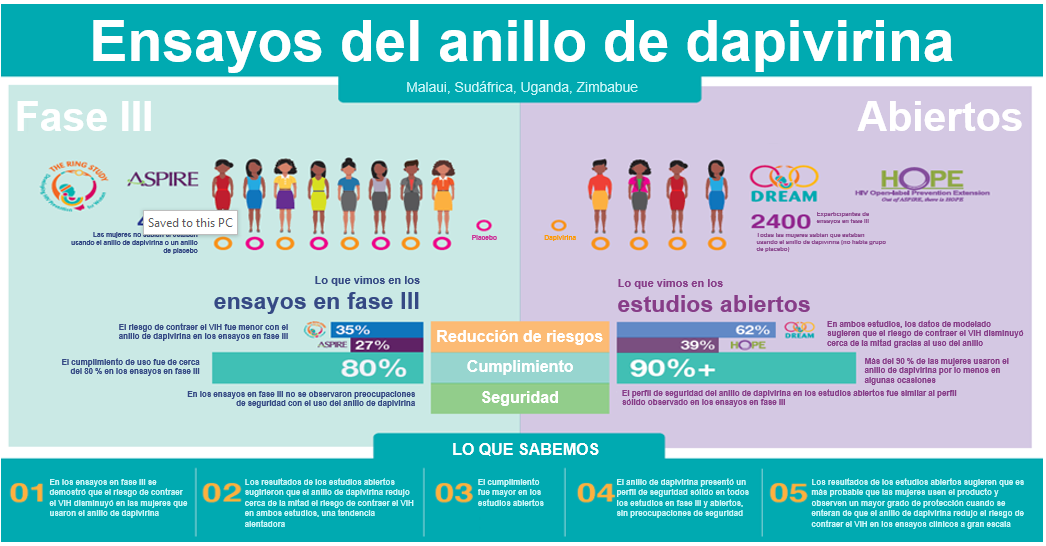 Ensayos del anillo de dapivirina
Malaui, Sudáfrica, Uganda, Zimbabue
Fase III
Abiertos
THE RING STUDY
ASPIRE
4
Saved to this PC
Las mujeres no
usando el anillo de dapivirina o un anillo
de placebo
Placebo
Dapivirina
DREAM
2400
Exparticipantes de
ensayos en fase III
Todas las mujeres sabían que estaban
usando el anillo de dapivirina (no había grupo
de placebo)
HOPE
HIV Open-label Prevention Extension
Out of ASPIRE, there is HOPE
Lo que vimos en los
ensayos en fase III
Lo que vimos en los
estudios abiertos
El riesgo de contraer el VIH fue menor con el
anillo de dapivirina en los ensayos en fase III
35%
ASPIRE 27%
Reducción de riesgos
62% DREAM
39% HOPE
En ambos estudios, los datos de modelado
sugieren que el riesgo de contraer el VIH disminuyó
cerca de la mitad gracias al uso del anillo
El cumplimiento de uso fue de cerca
del 80 % en los ensayos en fase III
80%
Cumplimiento
90%+
Más del 90 % de las mujeres usaron el
anillo de dapivirina por lo menos en
algunas ocasiones
En los ensayos en fase III no se observaron preocupaciones
de seguridad con el uso del anillo de dapivirina
Seguridad
El perfil de seguridad del anillo de dapivirina en los estudios abiertos fue similar al perfil
sólido observado en los ensayos en fase III
LO QUE SABEMOS
01
En los ensayos en fase III se
demostró que el riesgo de contraer
el VIH disminuyó en las mujeres que
usaron el anillo de dapivirina
02
Los resultados de los estudios abiertos
sugirieron que el anillo de dapivirina redujo
cerca de la mitad el riesgo de contraer el VIH
en ambos estudios, una tendencia
alentadora
03
El cumplimiento
fue mayor en los
estudios abiertos
04
El anillo de dapivirina presentó un
perfil de seguridad sólido en todos
los estudios en fase III y abiertos,
sin preocupaciones de seguridad
05
Los resultados de los estudios abiertos sugieren que es
más probable que las mujeres usen el producto y
observen un mayor grado de protección cuando se
enteran de que el anillo de dapivirina redujo el riesgo de
contraer el VIH en los ensayos clínicos a gran escala